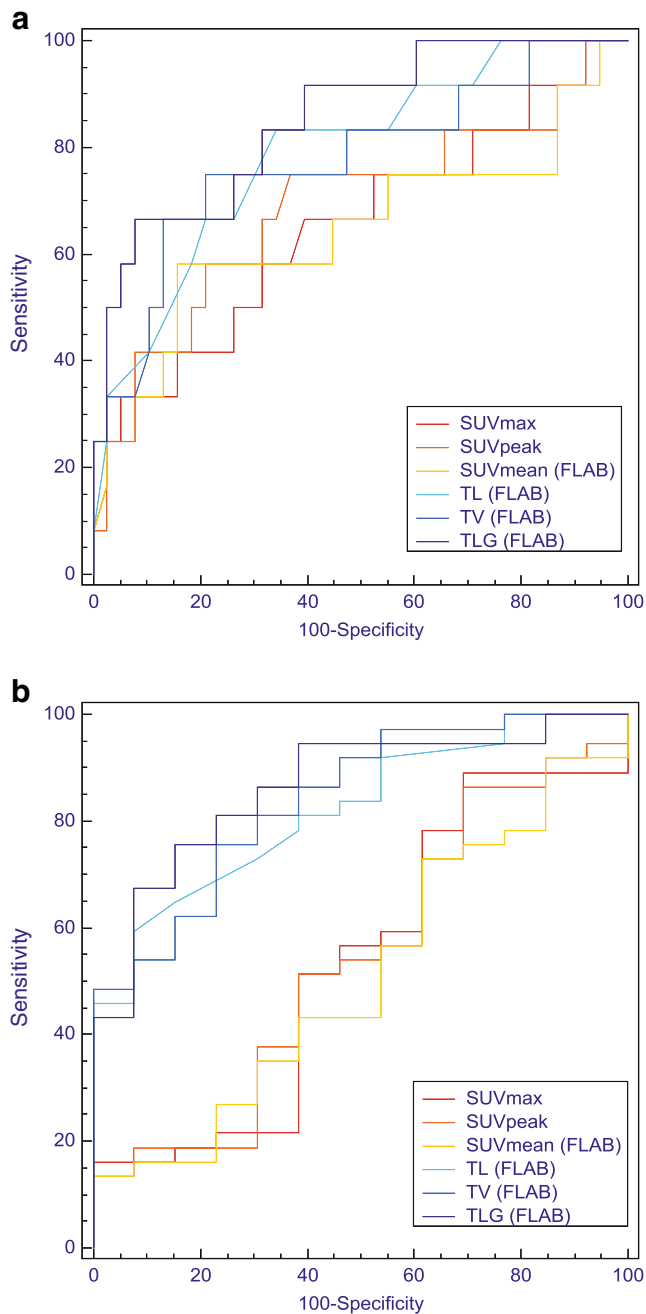 a
100
80
60
40
20
0
Sensitivity
SUVmax
SUVpeak
SUVmean (FLAB)
TL (FLAB)
TV (FLAB)
TLG (FLAB)
0 20 40 60 80 100
100-Specificity
b
100
80
60
40
20
0
Sensitivity
SUVmax
SUVpeak
SUVmean (FLAB)
TL (FLAB)
TV (FLAB)
TLG (FLAB)
0 20 40 60 80 100
100-Specificity